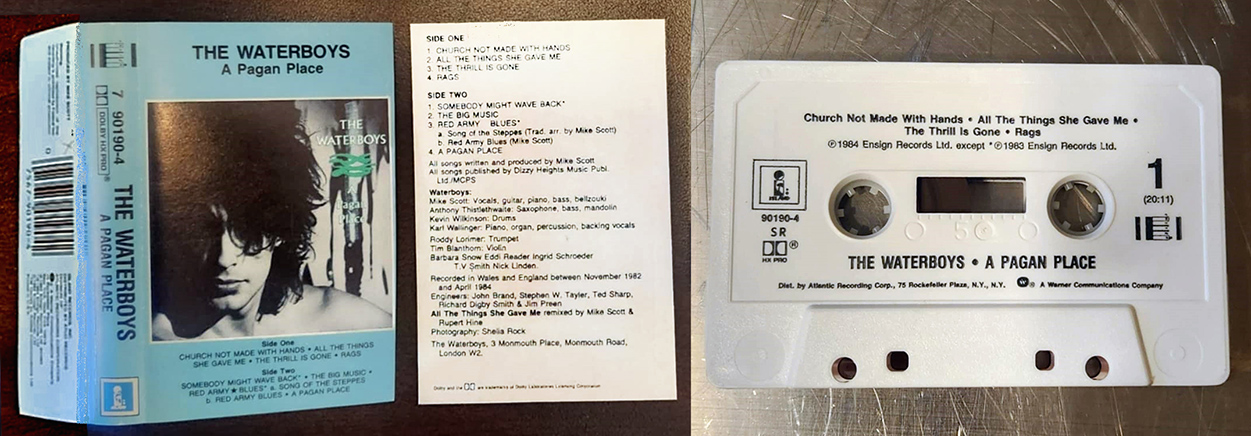 7 90190-4
DOLBY HX PRO
THE WATERBOYS
A PAGAN PLACE
THE WATERBOYS
A Pagan Place
THE
WATERBOYS
A Pagan
Place
Side One
CHURCH NOT MADE WITH HANDS • ALL THE THINGS
SHE GAVE ME • THE THRILL IS GONE • RAGS
Side Two
SOMEBODY MIGHT WAVE BACK* • THE BIG MUSIC •
RED ARMY ★ BLUES* a. SONG OF THE STEPPES
b. RED ARMY BLUES • A PAGAN PLACE
SIDE ONE
1. CHURCH NOT MADE WITH HANDS
2. ALL THE THINGS SHE GAVE ME
3. THE THRILL IS GONE
4. RAGS
SIDE TWO
1. SOMEBODY MIGHT WAVE BACK*
2. THE BIG MUSIC
3. RED ARMY BLUES*
a. Song of the Steppes (Trad. arr. by Mike Scott)
b. Red Army Blues (Mike Scott)
4. A PAGAN PLACE
All songs written and produced by Mike Scott
All songs published by Dizzy Heights Music Publ.
Ltd./MCPS
Waterboys:
Mike Scott: Vocals, guitar, piano, bass, bellzouki
Anthony Thistlethwaite: Saxophone, bass, mandolin
Kevin Wilkinson: Drums
Karl Wallinger: Piano, organ, percussion, backing vocals
Roddy Lorimer: Trumpet
Tim Blanthorn: Violin
Barbara Snow Eddi Reader Ingrid Schroeder
T.V Smith Nick Linden.
Recorded in Wales and England between November 1982
and April 1984
Engineers: John Brand, Stephen W. Tayler, Ted Sharp,
Richard Digby Smith & Jim Preen
All The Things She Gave Me remixed by Mike Scott &
Rupert Hine
Photography: Sheila Rock
The Waterboys, 3 Monmouth Place, Monmouth Road,
London W2.
Dolby and the DD are trademarks of Dolby Laboratories Licensing Corporation
Church Not Made With Hands • All The Things She Gave Me •
The Thrill Is Gone • Rags
℗1984 Ensign Records Ltd. except *℗1983 Ensign Records Ltd.
ISLAND
90190-4
SR
HX PRO
1
(20:11)
50
THE WATERBOYS • A PAGAN PLACE
Dist. by Atlantic Recording Corp., 75 Rockefeller Plaza, N.Y., N.Y. ® A Warner Communications Company